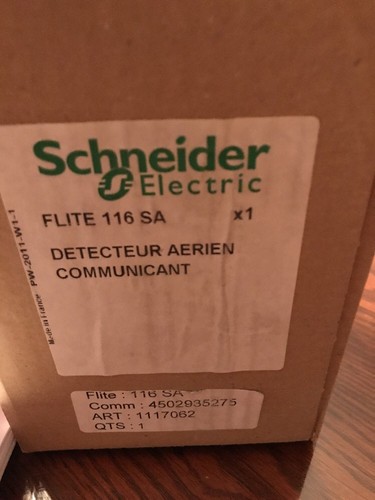 Schneider
Electric
FLITE 116 SA x1
DETECTEUR AERIEN
COMMUNICANT
PW-2011-W1-1
Flite : 116 SA
Comm : 4502935275
ART : 1117062
QTS : 1